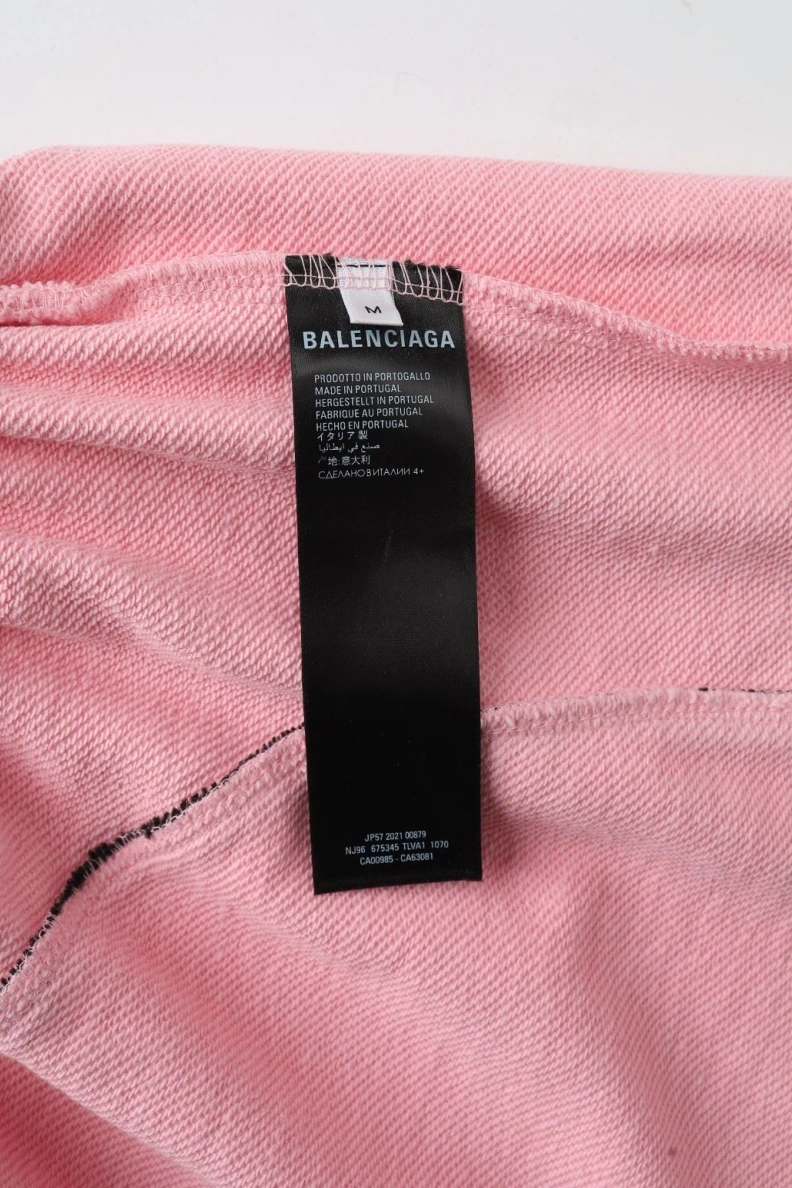 M
BALENCIAGA
PRODOTTO IN PORTOGALLO
MADE IN PORTUGAL
HERGESTELLT IN PORTUGAL
FABRIQUE AU PORTUGAL
HECHO EN PORTUGAL
イタリア製
صنع في ايطاليا
产地:意大利
СДЕЛАНО В ИТАЛИИ 4+
JP57 2021 00879
NJ96 675345 TLVA1 1070
CA00985 - CA63081